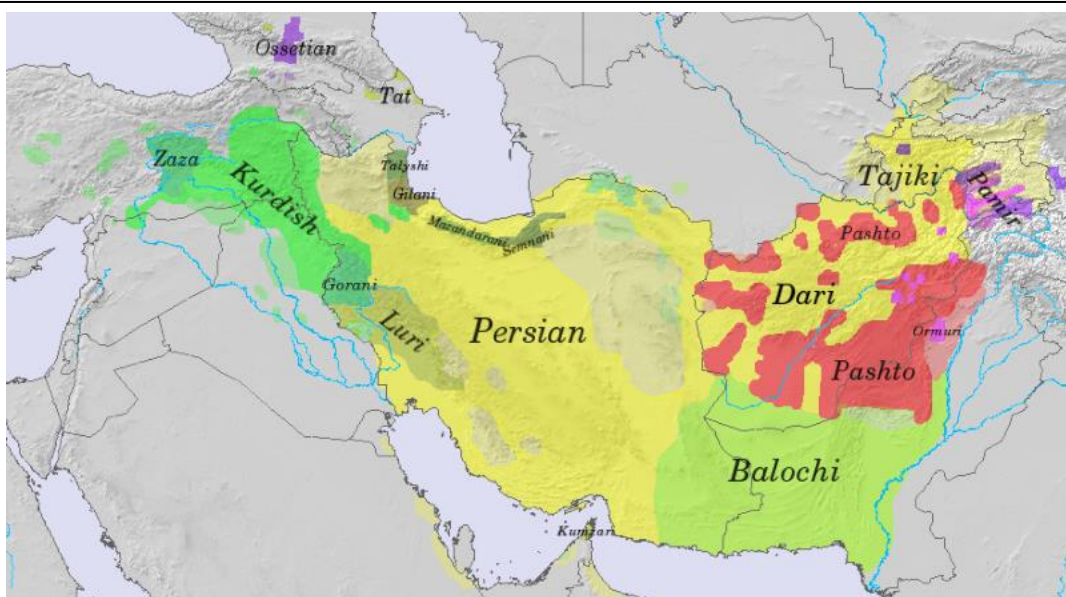 Ossetian
Tat
Zaza
Kurdish
Talyshi
Gilani
Mazandarani
Semnani
Gorani
Luri
Persian
Tajiki
Pamir
Pashto
Dari
Ormuri
Pashto
Balochi
Kumzari